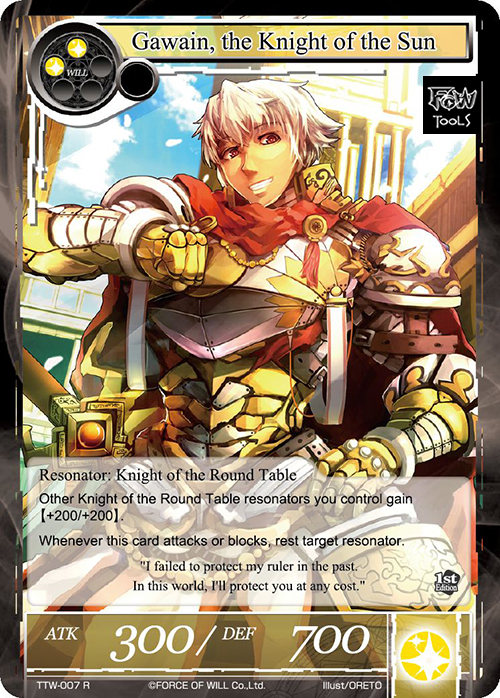 Gawain, the Knight of the Sun
WILL
FoW
TOOLS
Resonator: Knight of the Round Table
Other Knight of the Round Table resonators you control gain
【+200/+200】.
Whenever this card attacks or blocks, rest target resonator.
"I failed to protect my ruler in the past.
In this world, I'll protect you at any cost."
1st
Edition
ATK 300/ DEF 700
TTW-007 R ©FORCE OF WILL Co.,Ltd. Illust/ORETO